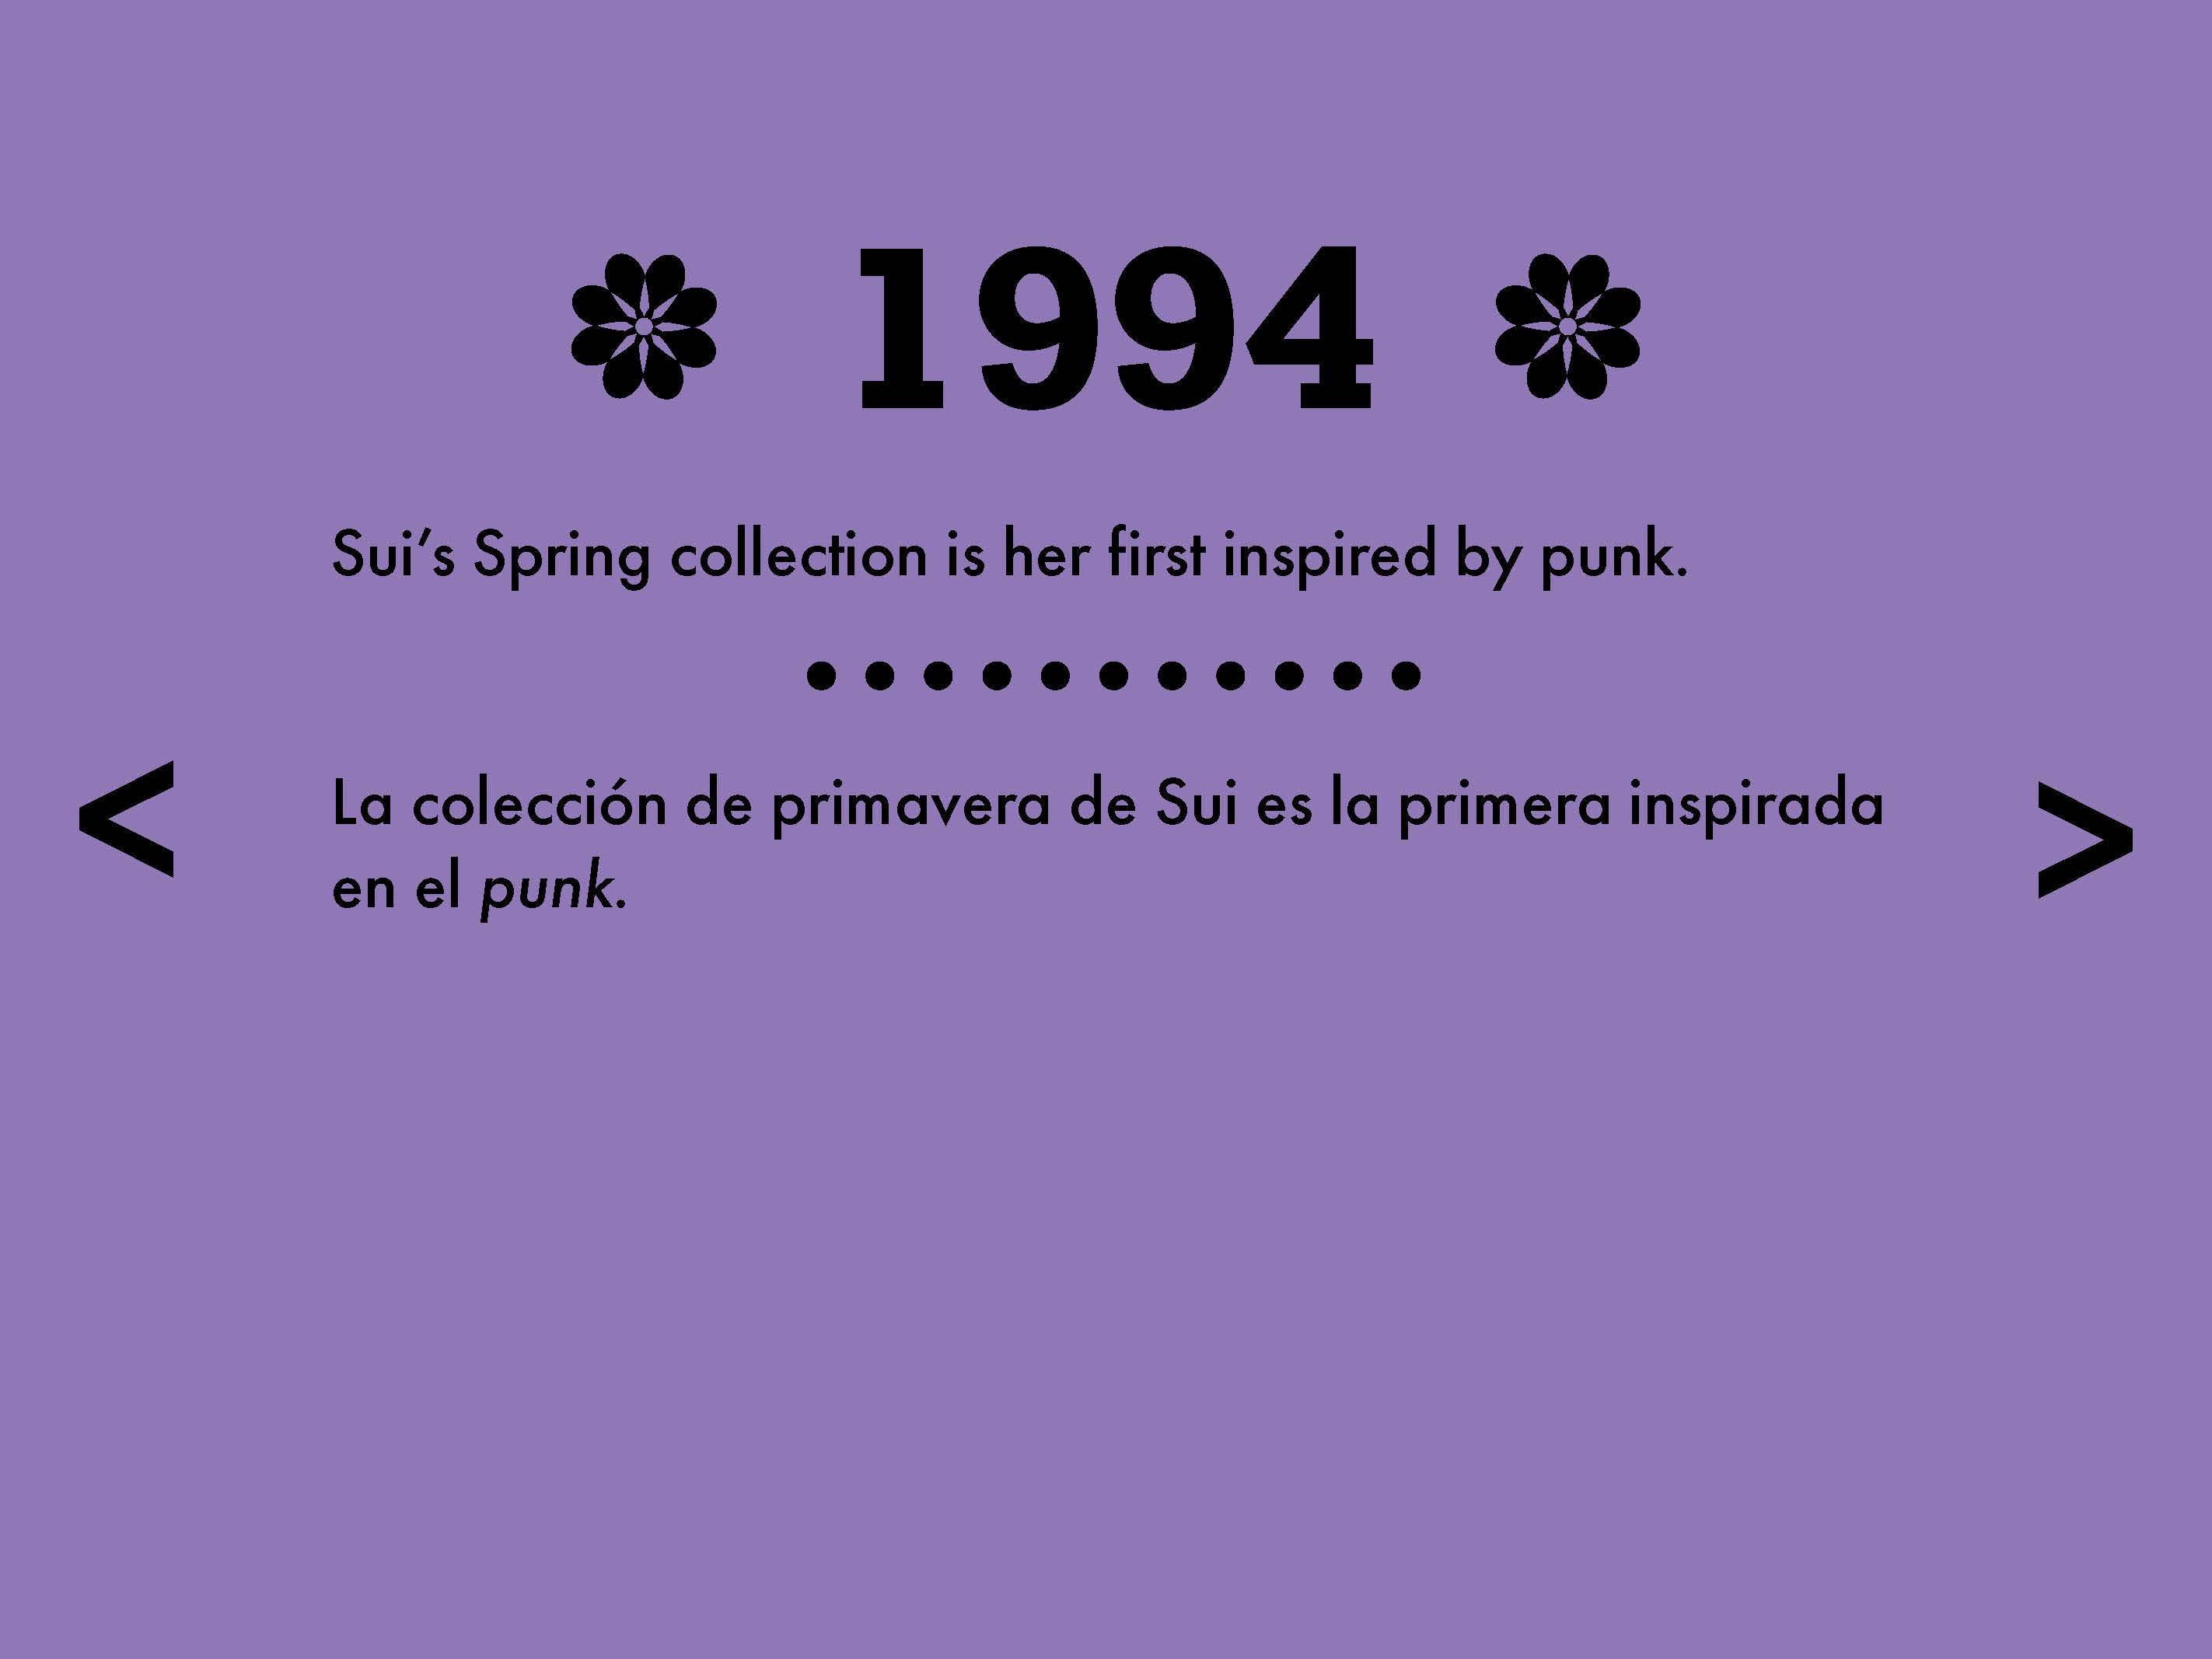 1994
Sui’s Spring collection is her first inspired by punk.
<
La colección de primavera de Sui es la primera inspirada
en el punk.
>